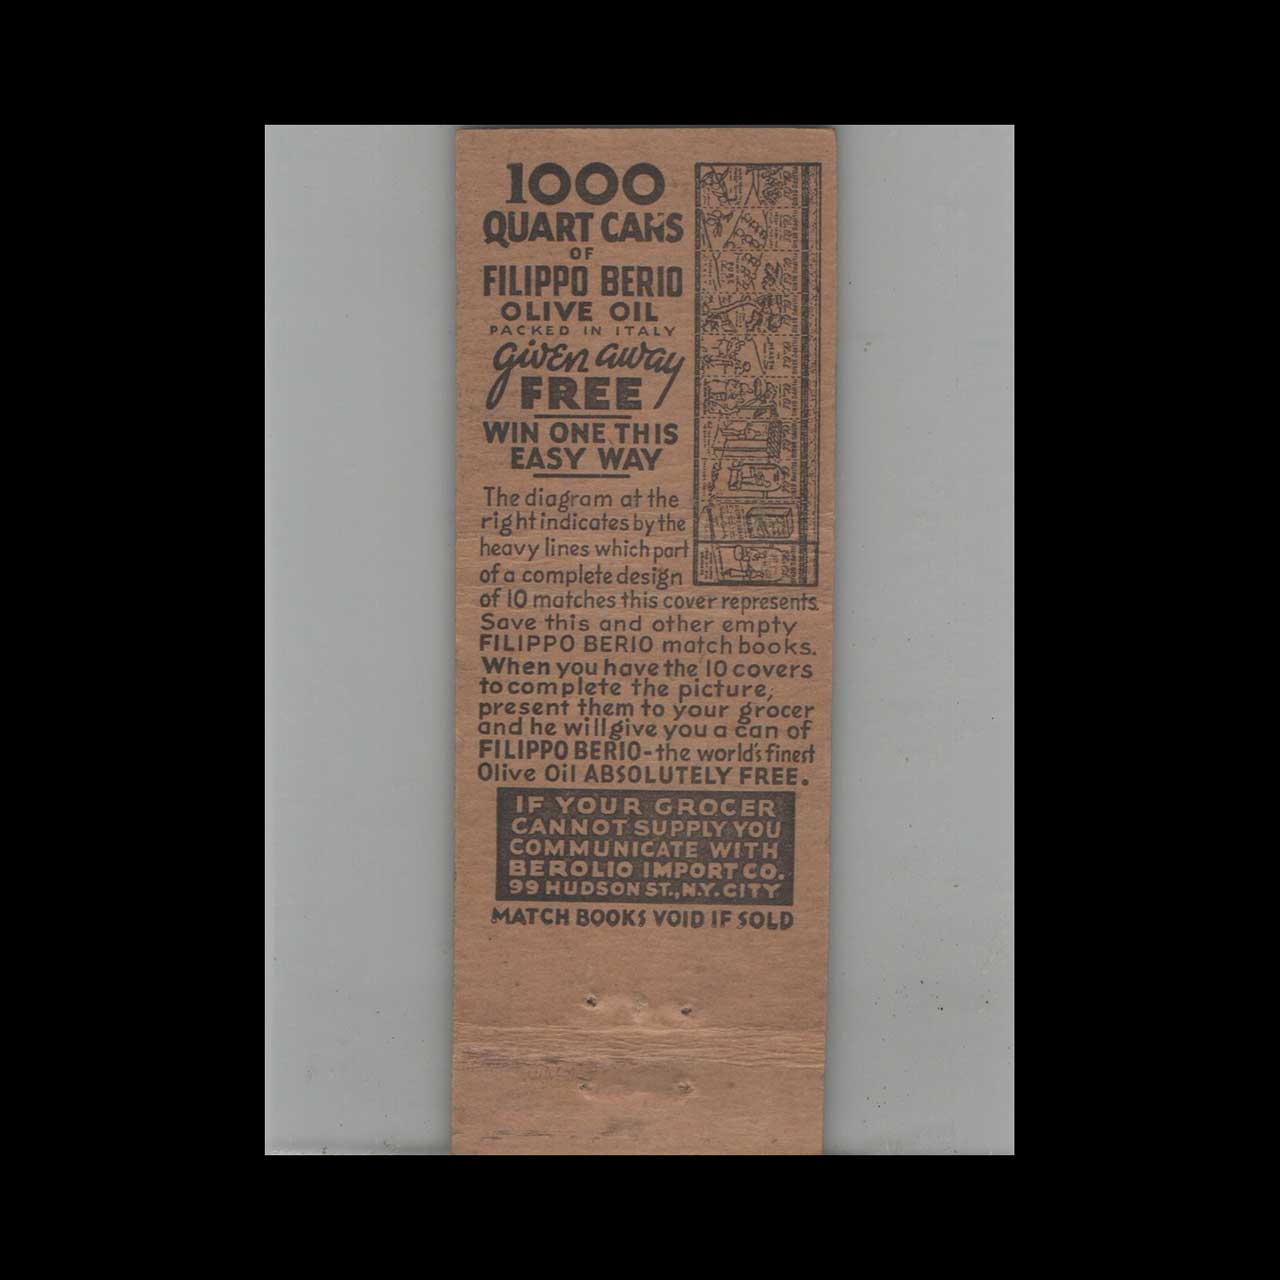 1000
QUART CANS
OF
FILIPPO BERIO
OLIVE OIL
PACKED IN ITALY
given away
FREE
WIN ONE THIS
EASY WAY
The diagram at the
right indicates by the
heavy lines which part
of a complete design
of 10 matches this cover represents.
Save this and other empty
FILIPPO BERIO match books.
When you have the 10 covers
to complete the picture,
present them to your grocer
and he will give you a can of
FILIPPO BERIO-the world's finest
Olive Oil ABSOLUTELY FREE.
IF YOUR GROCER
CANNOT SUPPLY YOU
COMMUNICATE WITH
BEROLIO IMPORT CO.
99 HUDSON ST., N.Y. CITY
MATCH BOOKS VOID IF SOLD